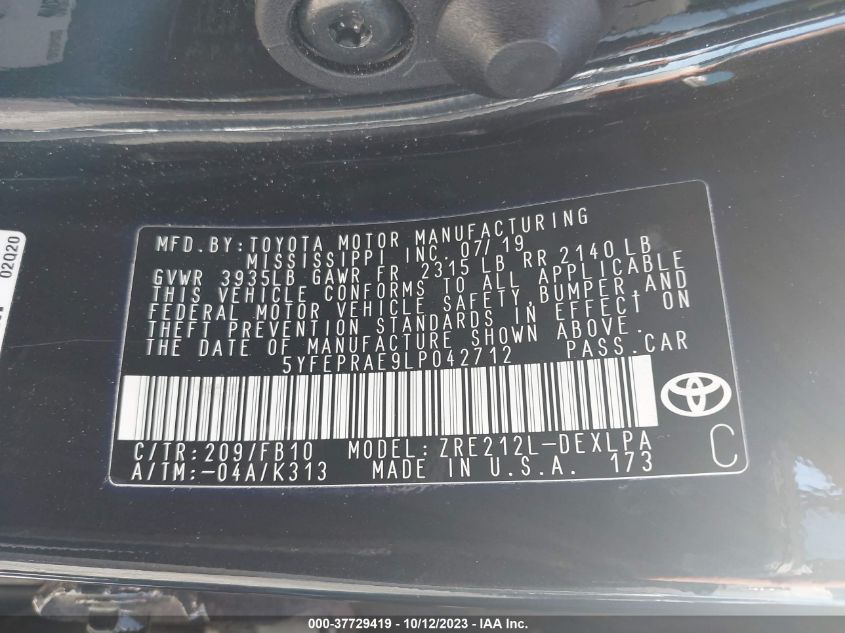 MFD.BY:TOYOTA MOTOR MANUFACTURING
MISSISSIPPI INC. 07/19
GVWR 3935LB GAWR FR 2315 LB RR 2140 LB
THIS VEHICLE CONFORMS TO ALL APPLICABLE
FEDERAL MOTOR VEHICLE SAFETY, BUMPER, AND
THEFT PREVENTION STANDARDS IN EFFECT ON
THE DATE OF MANUFACTURE SHOWN ABOVE.
5YFEPRAE9LP042712 PASS.CAR
C/TR:209/FB10 MODEL:ZRE212L-DEXLPA
A/TM:-04A/K313 MADE IN U.S.A. 173
C
02020
000-37729419 - 10/12/2023 - IAA Inc.